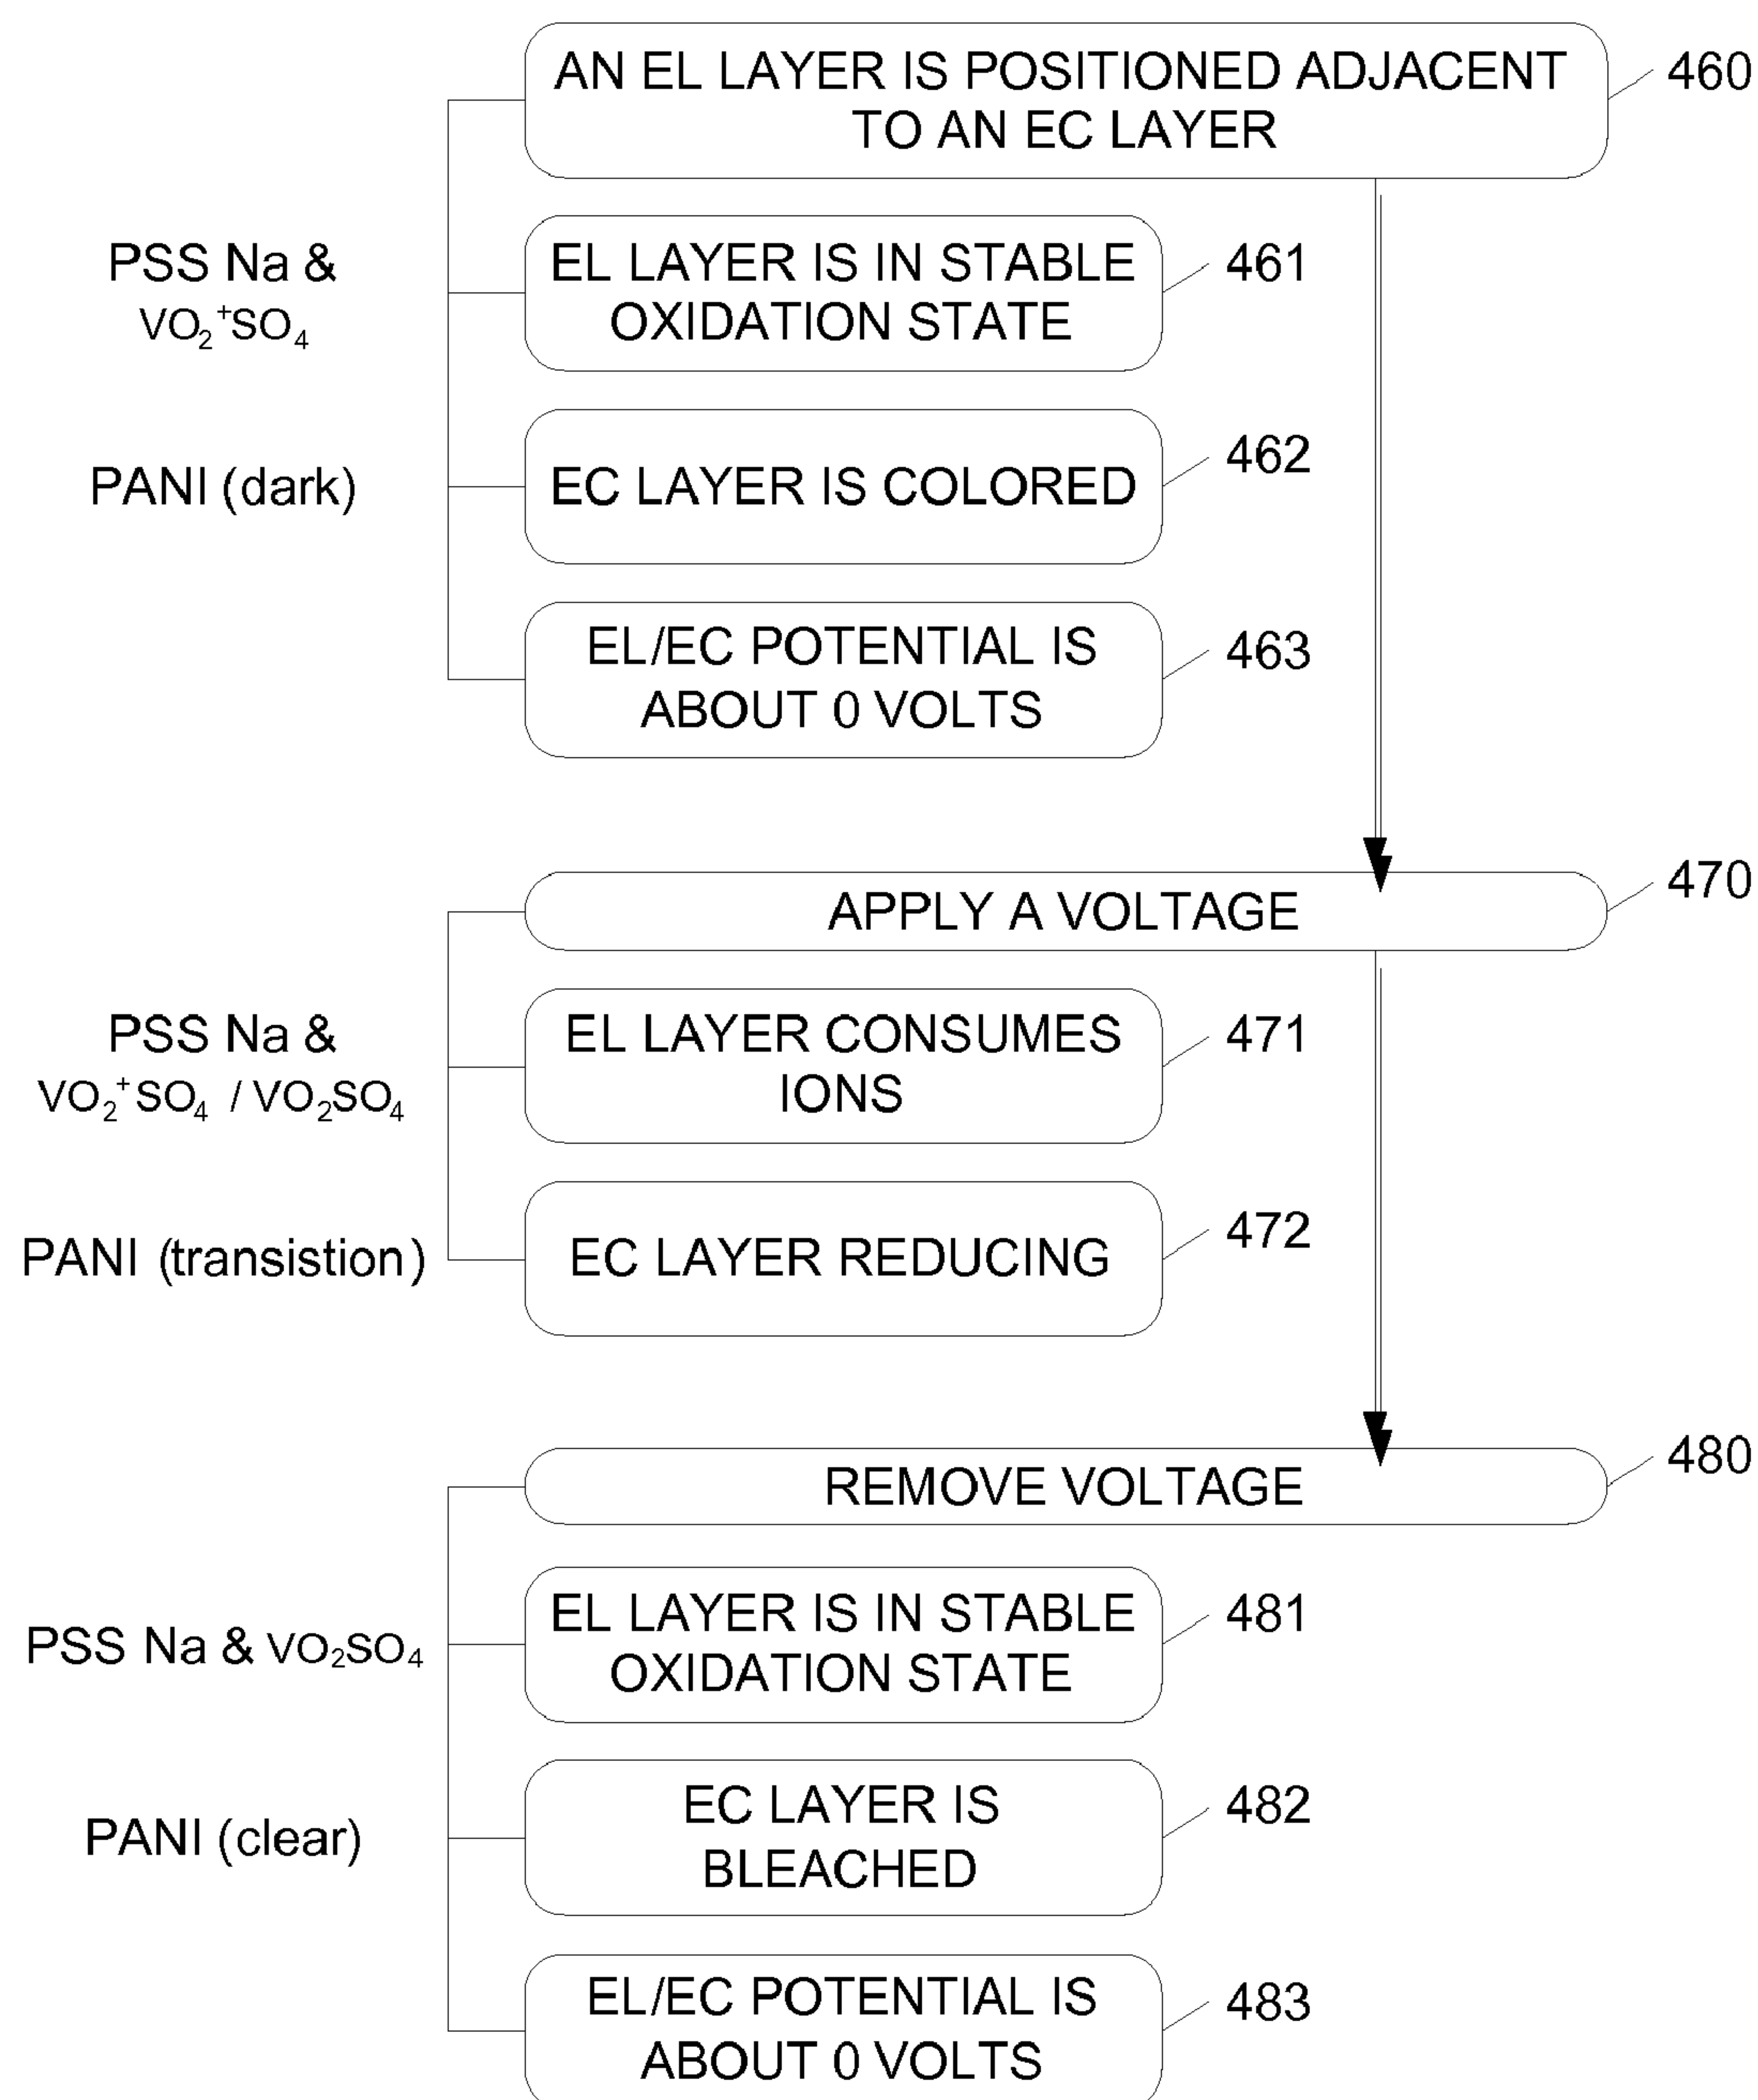 AN EL LAYER IS POSITIONED ADJACENT
TO AN EC LAYER
460
PSS Na &
VO₂⁺SO₄
EL LAYER IS IN STABLE
OXIDATION STATE
461
PANI (dark)
EC LAYER IS COLORED
462
EL/EC POTENTIAL IS
ABOUT 0 VOLTS
463
APPLY A VOLTAGE
470
PSS Na &
VO₂⁺SO₄ / VO₂SO₄
EL LAYER CONSUMES
IONS
471
PANI (transistion)
EC LAYER REDUCING
472
REMOVE VOLTAGE
480
PSS Na & VO₂SO₄
EL LAYER IS IN STABLE
OXIDATION STATE
481
PANI (clear)
EC LAYER IS
BLEACHED
482
EL/EC POTENTIAL IS
ABOUT 0 VOLTS
483